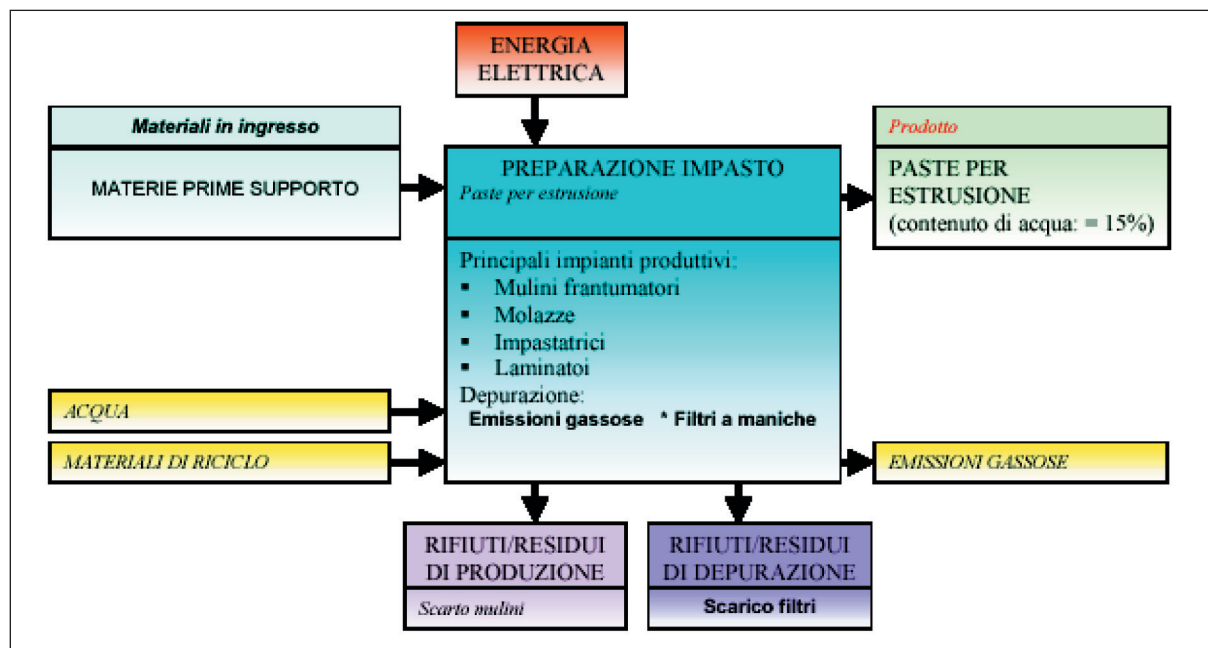 ENERGIA
ELETTRICA
Materiali in ingresso
MATERIE PRIME SUPPORTO
PREPARAZIONE IMPASTO
Paste per estrusione
Prodotto
PASTE PER
ESTRUSIONE
(contenuto di acqua: = 15%)
Principali impianti produttivi:
▪ Mulini frantumatori
▪ Molazze
▪ Impastatrici
▪ Laminatoi
Depurazione:
Emissioni gassose * Filtri a maniche
ACQUA
MATERIALI DI RICICLO
EMISSIONI GASSOSE
RIFIUTI/RESIDUI
DI PRODUZIONE
Scarto mulini
RIFIUTI/RESIDUI
DI DEPURAZIONE
Scarico filtri